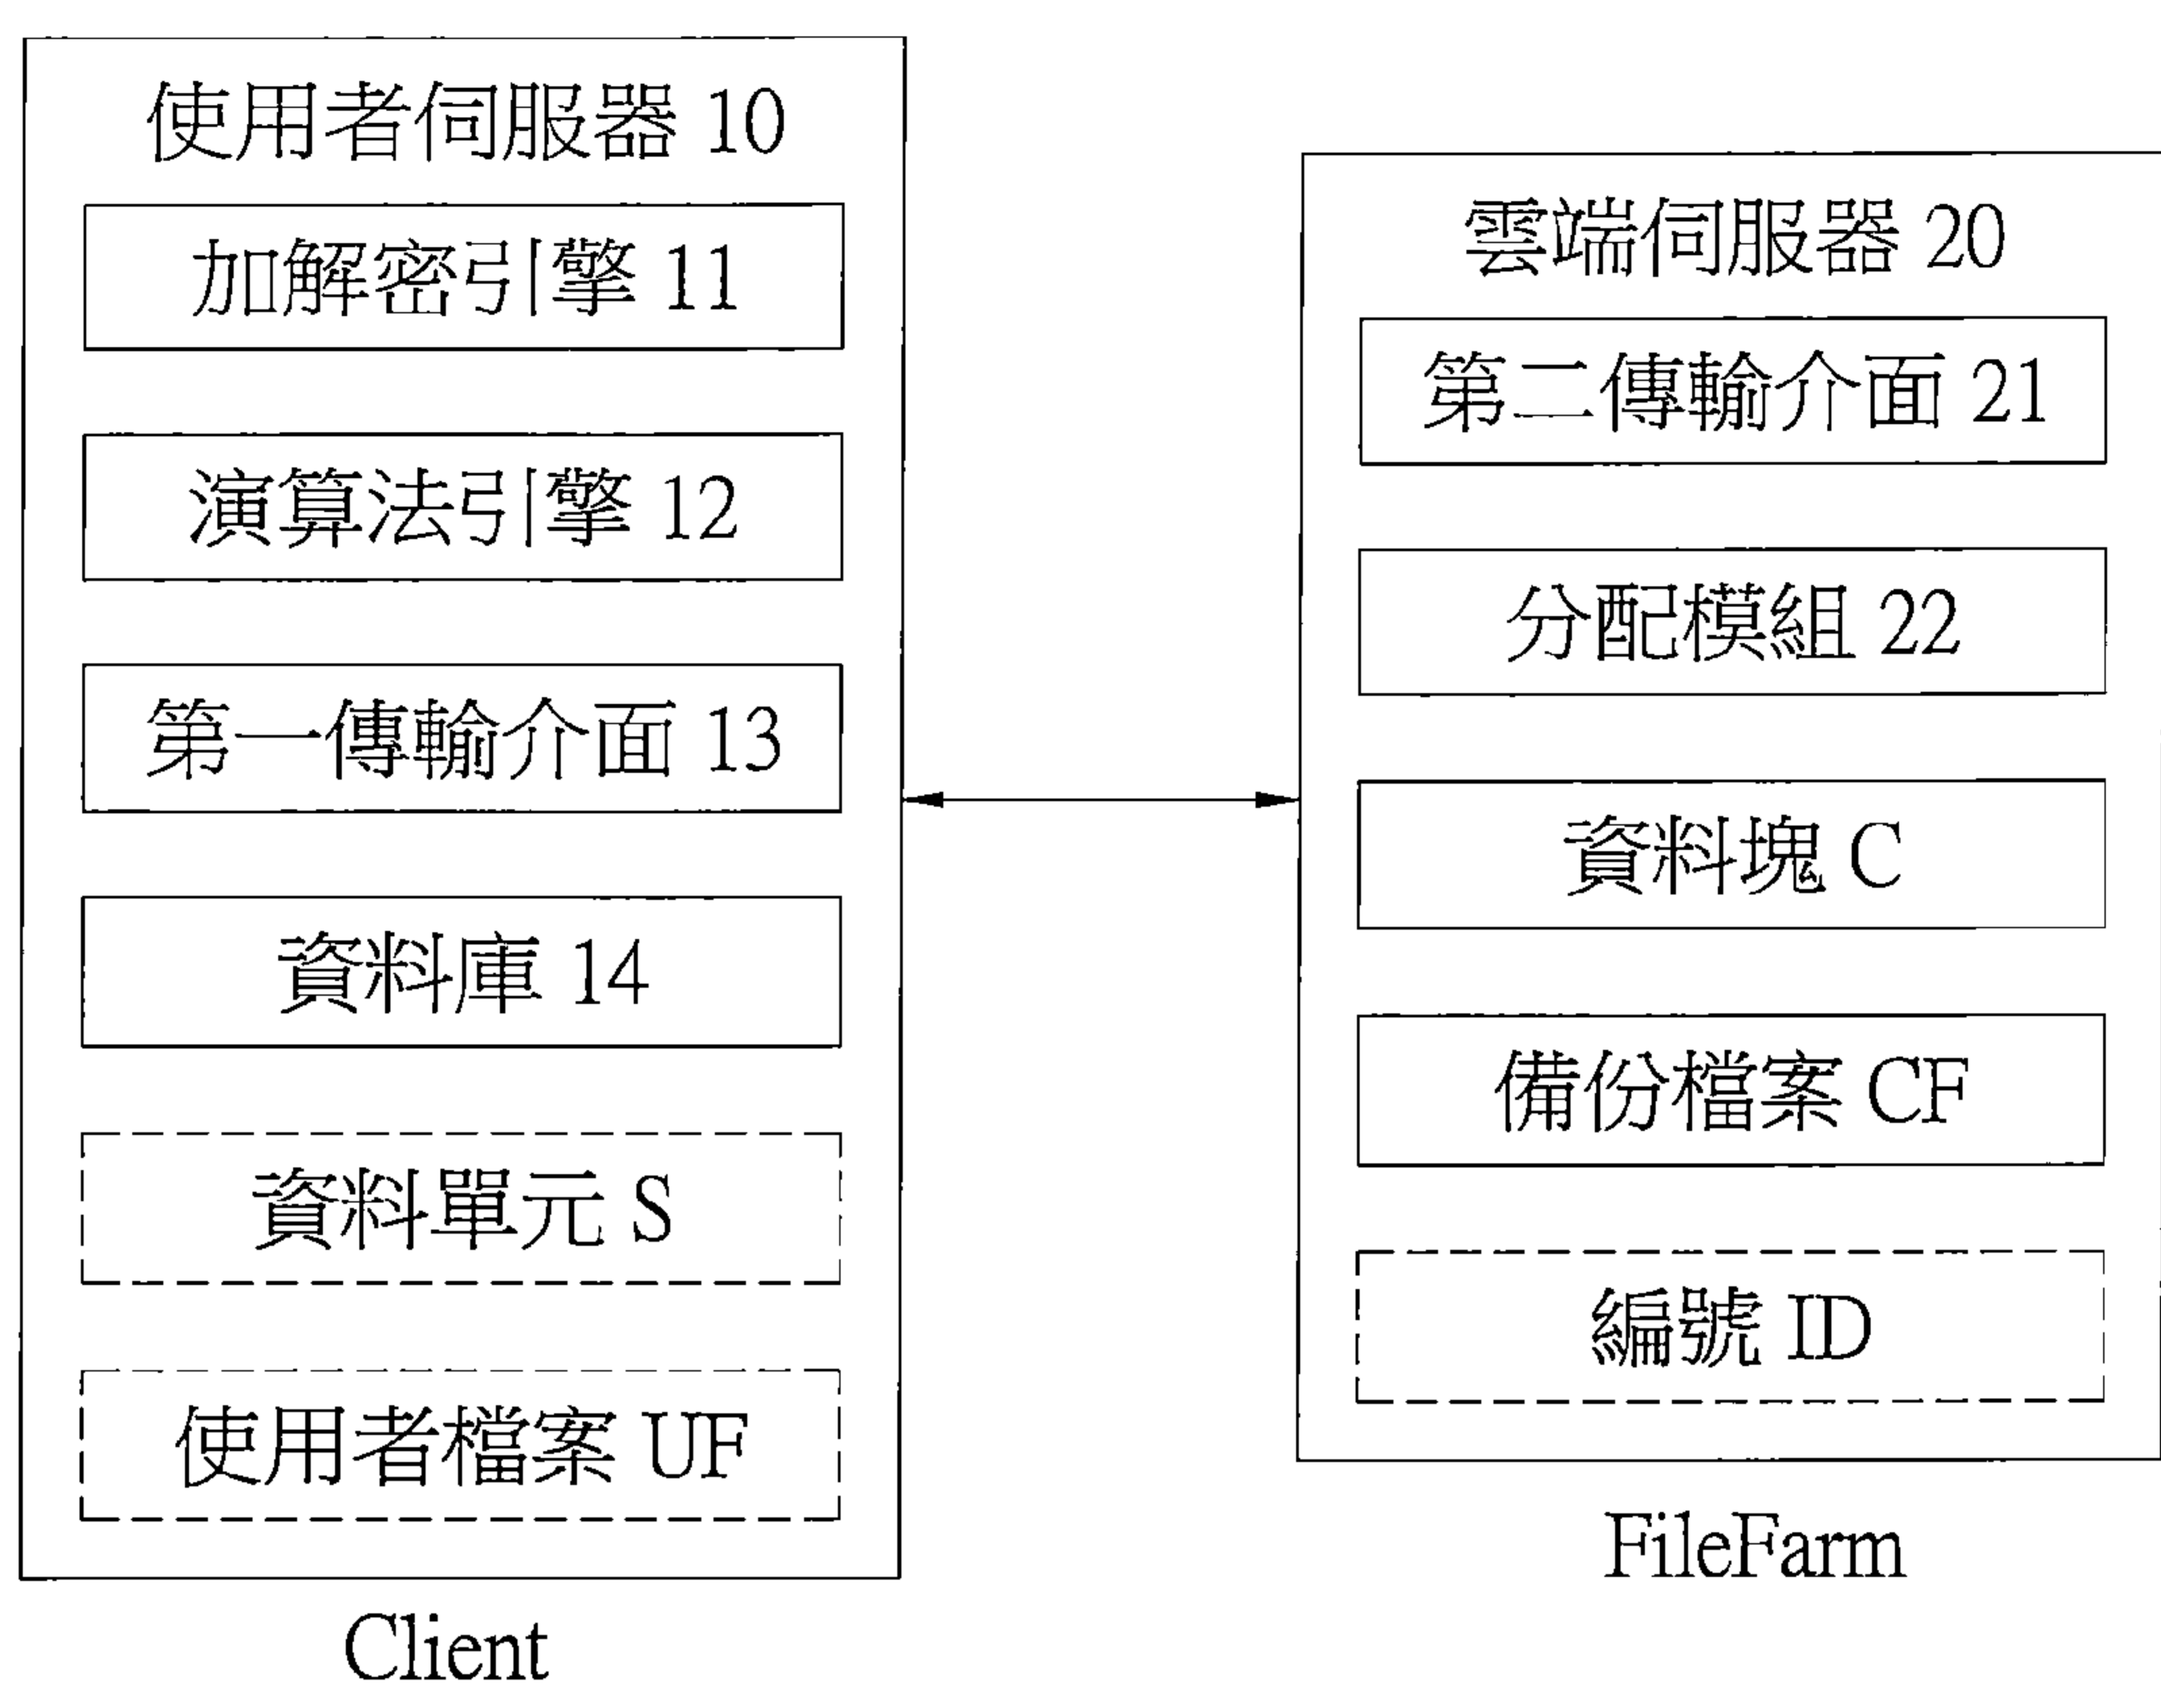 使用者伺服器 10
加解密引擎 11
演算法引擎 12
第一傳輸介面 13
資料庫 14
資料單元 S
使用者檔案 UF
Client
雲端伺服器 20
第二傳輸介面 21
分配模組 22
資料塊 C
備份檔案 CF
編號 ID
FileFarm